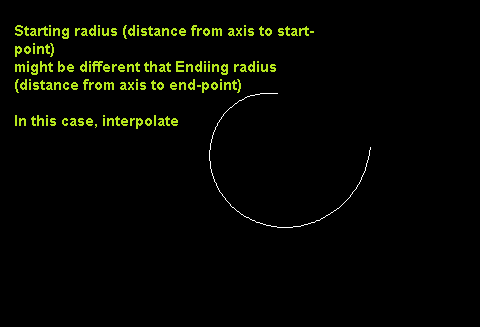 Starting radius (distance from axis to start-
point)
might be different that Endiing radius
(distance from axis to end-point)
In this case, interpolate